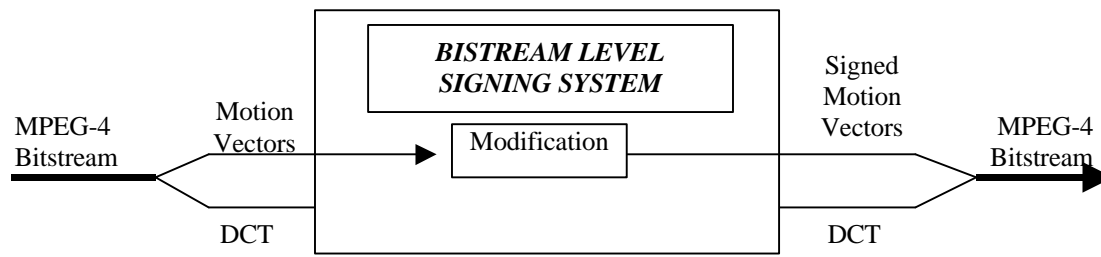 BISTREAM LEVEL
SIGNING SYSTEM
MPEG-4
Bitstream
Motion
Vectors
Modification
Signed
Motion
Vectors
MPEG-4
Bitstream
DCT
DCT